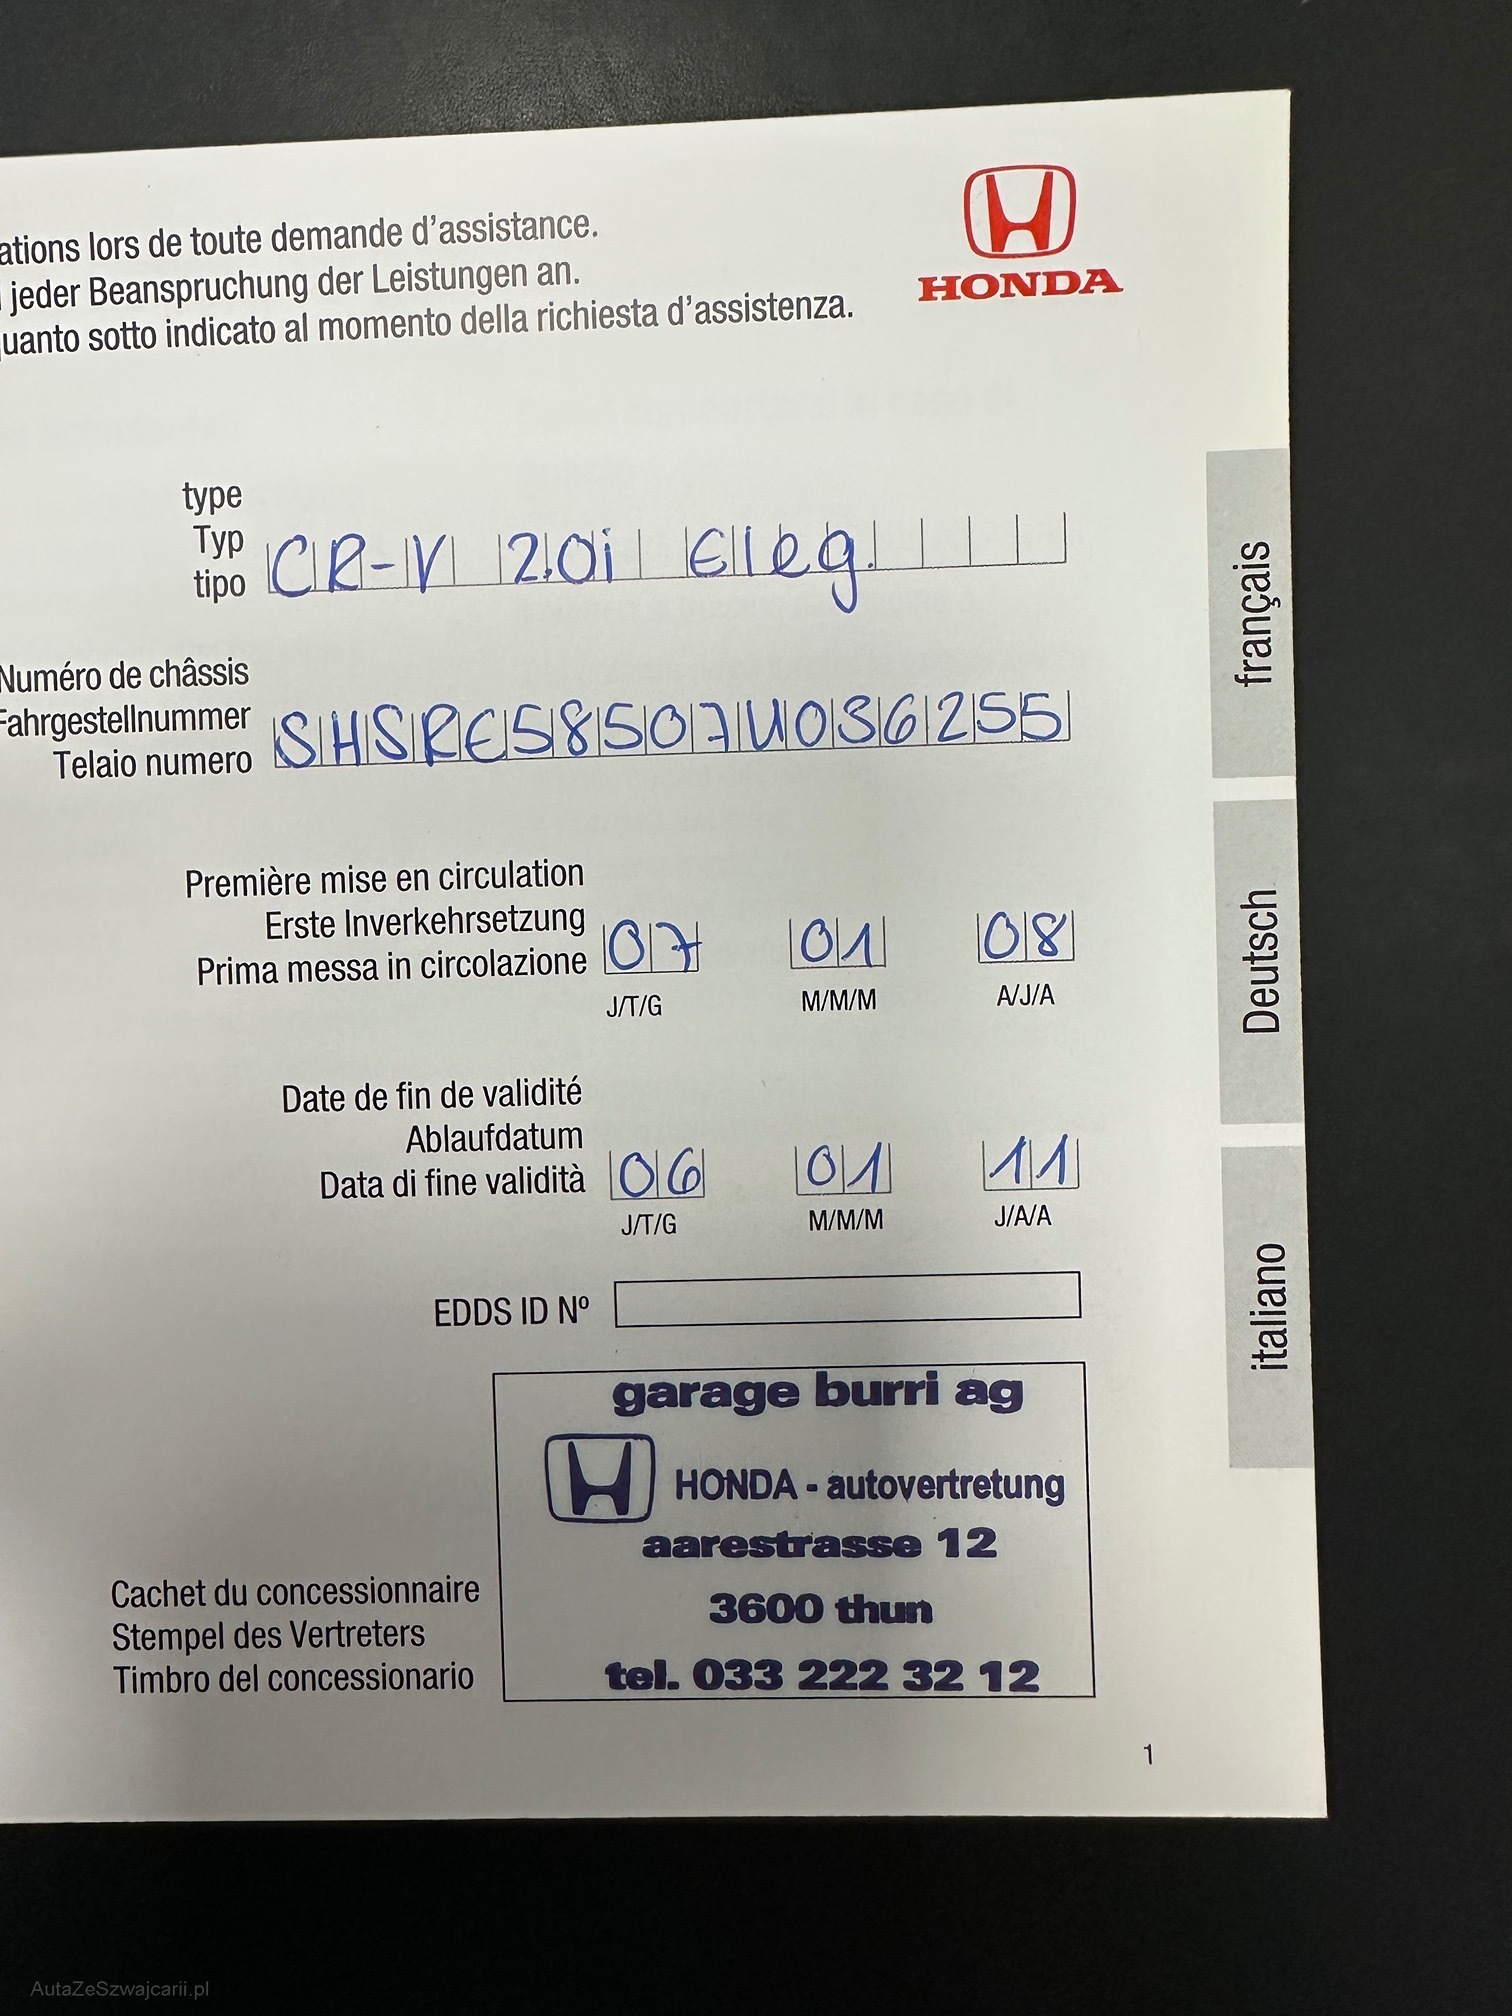 ations lors de toute demande d'assistance.
jeder Beanspruchung der Leistungen an.
uanto sotto indicato al momento della richiesta d'assistenza.
HONDA
type
Typ
tipo
CR-V 2.0i Eleg.
Numéro de châssis
Fahrgestellnummer
Telaio numero
SHSRE58507U036255
Première mise en circulation
Erste Inverkehrsetzung
Prima messa in circolazione
07 01 08
J/T/G M/M/M A/J/A
Date de fin de validité
Ablaufdatum
Data di fine validità
06 01 11
J/T/G M/M/M J/A/A
EDDS ID Nº
garage burri ag
HONDA - autovertretung
aarestrasse 12
3600 thun
tel. 033 222 32 12
Cachet du concessionnaire
Stempel des Vertreters
Timbro del concessionario
1
français
Deutsch
italiano
AutaZeSzwajcarii.pl